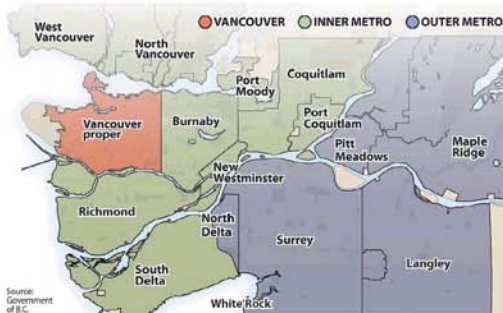 VANCOUVER
INNER METRO
OUTER METRO
West
Vancouver
North
Vancouver
Port
Moody
Coquitlam
Vancouver
proper
Burnaby
Port
Coquitlam
Pitt
Meadows
Maple
Ridge
New
Westminster
Richmond
North
Delta
Surrey
Langley
South
Delta
White Rock
Source:
Government
of B.C.